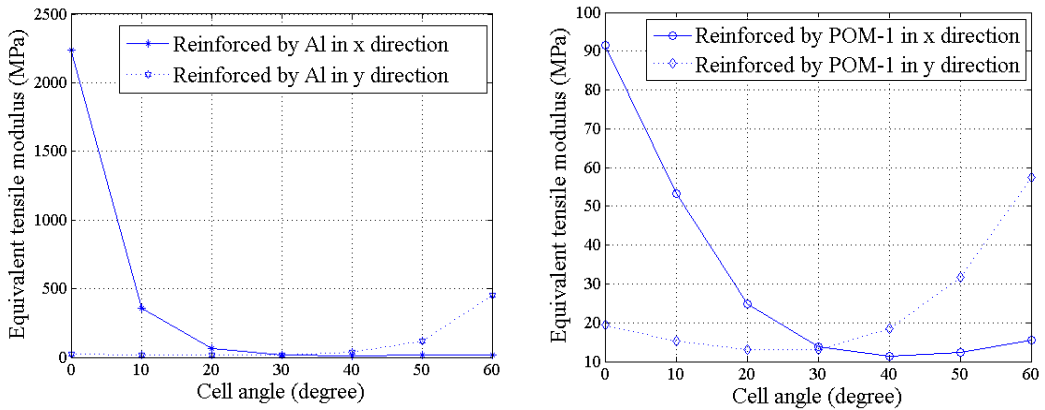 Equivalent tensile modulus (MPa)
2500
2000
1500
1000
500
0
Reinforced by Al in x direction
Reinforced by Al in y direction
0 10 20 30 40 50 60
Cell angle (degree)
Equivalent tensile modulus (MPa)
100
90
80
70
60
50
40
30
20
10
Reinforced by POM-1 in x direction
Reinforced by POM-1 in y direction
0 10 20 30 40 50 60
Cell angle (degree)